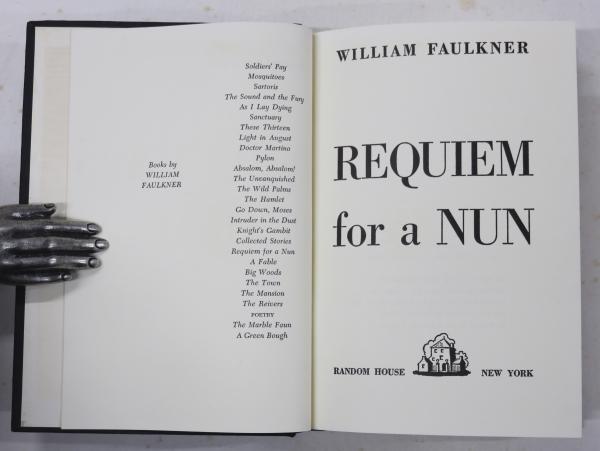 Books by
WILLIAM
FAULKNER
Soldiers' Pay
Mosquitoes
Sartoris
The Sound and the Fury
As I Lay Dying
Sanctuary
These Thirteen
Light in August
Doctor Martino
Pylon
Absalom, Absalom!
The Unvanquished
The Wild Palms
The Hamlet
Go Down, Moses
Intruder in the Dust
Knight's Gambit
Collected Stories
Requiem for a Nun
A Fable
Big Woods
The Town
The Mansion
The Reivers
POETRY
The Marble Faun
A Green Bough
WILLIAM FAULKNER
REQUIEM
for a NUN
RANDOM HOUSE NEW YORK